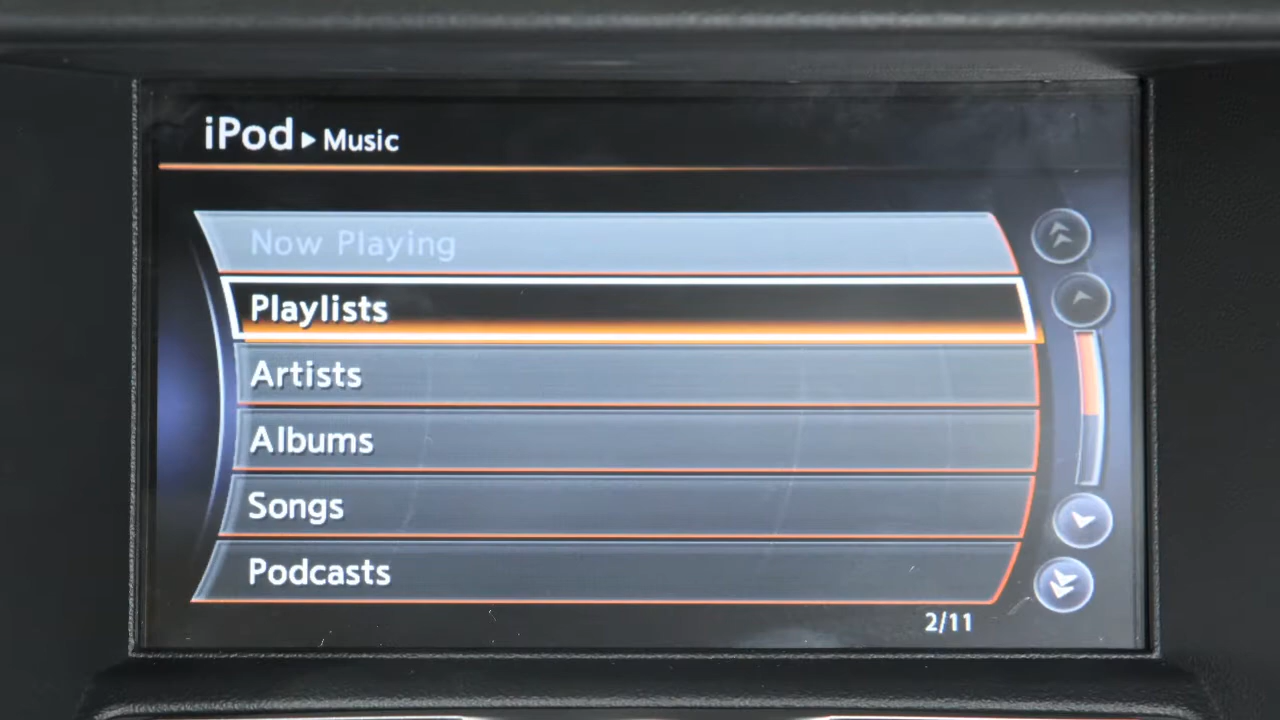 iPod ▸ Music
Now Playing
Playlists
Artists
Albums
Songs
Podcasts
2/11